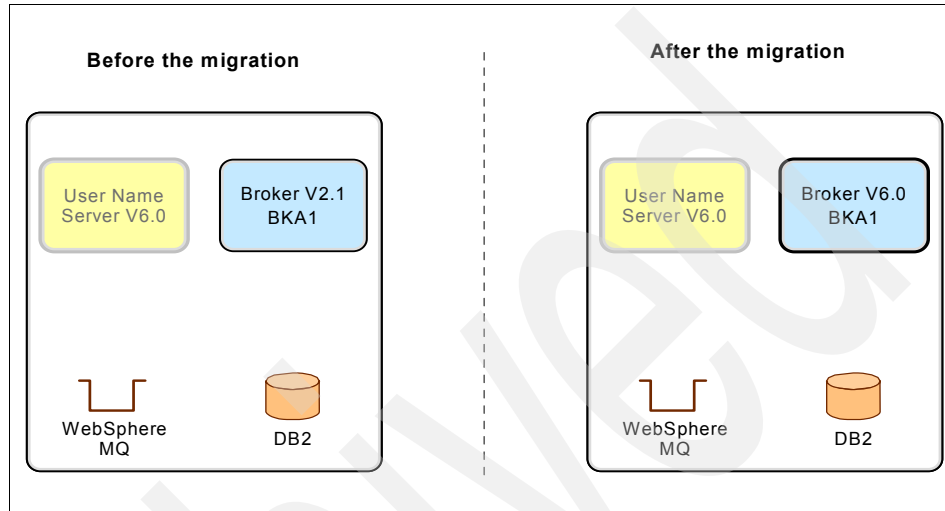 Before the migration
After the migration
User Name
Server V6.0
Broker V2.1
BKA1
User Name
Server V6.0
Broker V6.0
BKA1
WebSphere
MQ
DB2
WebSphere
MQ
DB2